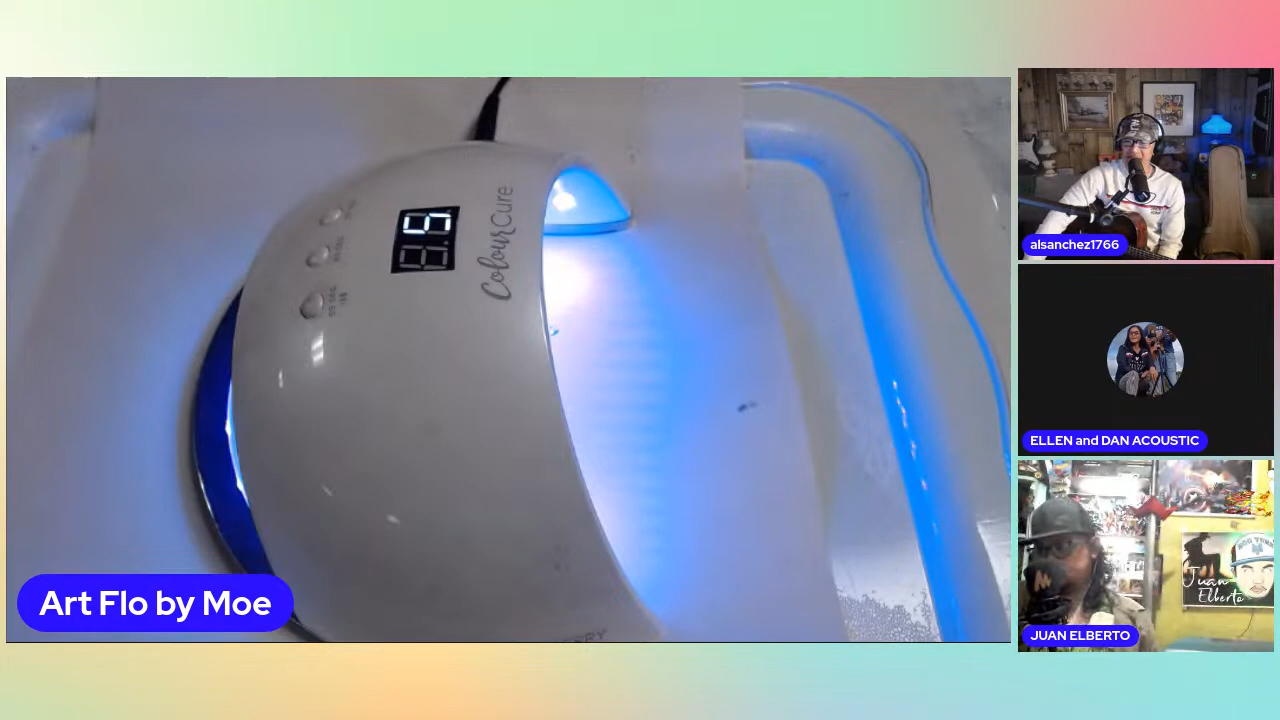 ColourCure
Art Flo by Moe
alsanchez1766
ELLEN and DAN ACOUSTIC
Juan
Elberto
JUAN ELBERTO